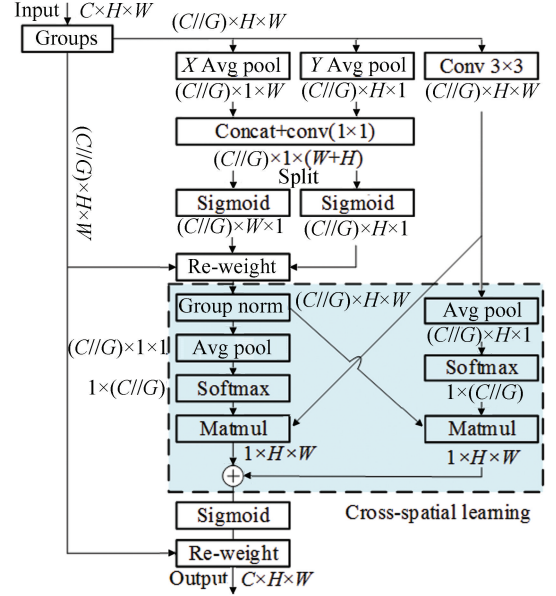 Input C×H×W
Groups
(C//G)×H×W
X Avg pool
Y Avg pool
Conv 3×3
(C//G)×1×W
(C//G)×H×1
(C//G)×H×W
Concat+conv(1×1)
(C//G)×1×(W+H)
Split
Sigmoid
Sigmoid
(C//G)×W×1
(C//G)×H×1
(C//G)×H×W
Re-weight
Group norm
(C//G)×H×W
Avg pool
(C//G)×H×1
(C//G)×1×1
Avg pool
Softmax
1×(C//G)
Softmax
1×(C//G)
Matmul
Matmul
1×H×W
1×H×W
+
Sigmoid
Cross-spatial learning
Re-weight
Output C×H×W